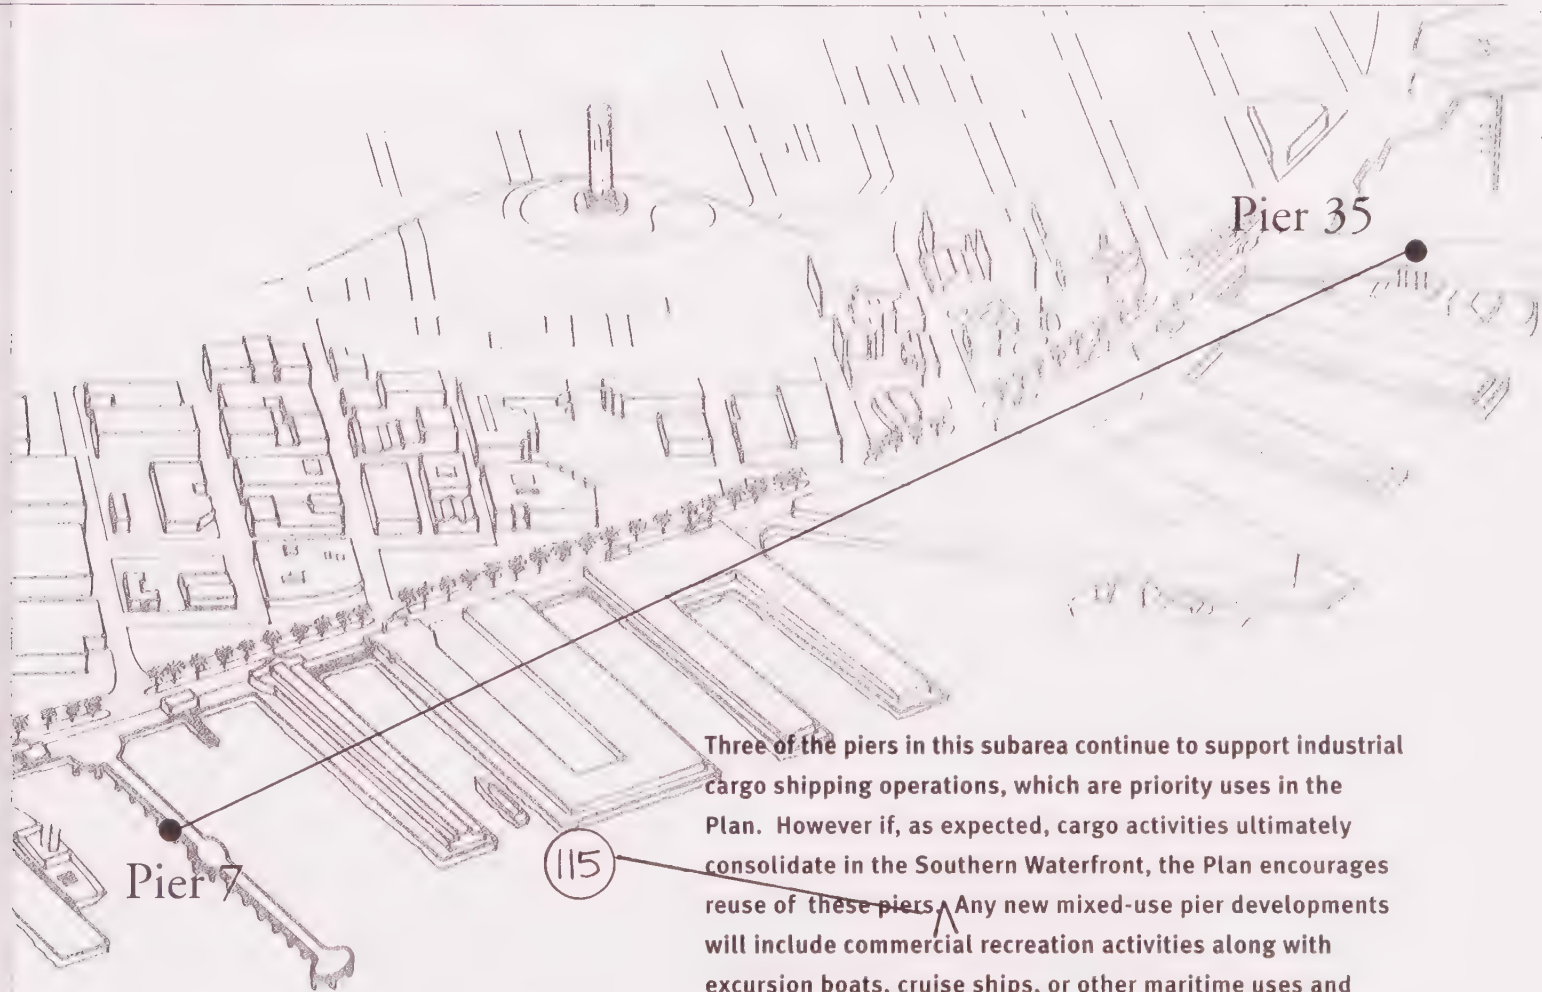 Pier 35
Pier 7
115
Three of the piers in this subarea continue to support industrial
cargo shipping operations, which are priority uses in the
Plan. However if, as expected, cargo activities ultimately
consolidate in the Southern Waterfront, the Plan encourages
reuse of these piers. Any new mixed-use pier developments
will include commercial recreation activities along with
excursion boats, cruise ships, or other maritime uses and